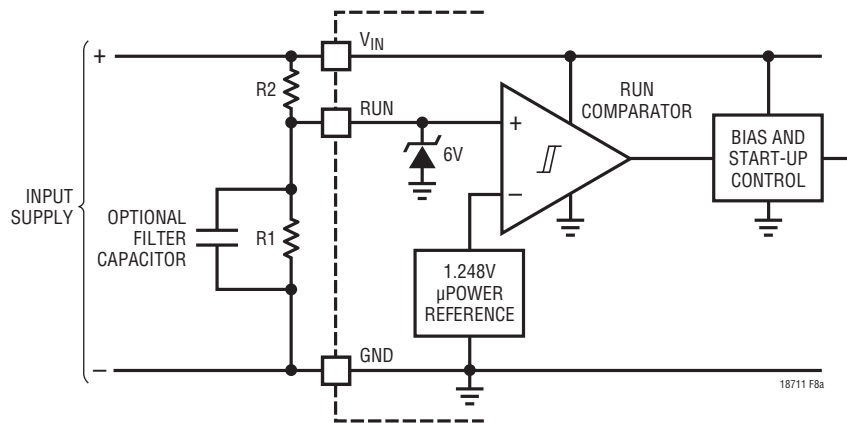 V_IN
+
R2
RUN
RUN
COMPARATOR
+
6V
−
BIAS AND
START-UP
CONTROL
INPUT
SUPPLY
OPTIONAL
FILTER
CAPACITOR
R1
1.248V
µPOWER
REFERENCE
GND
−
18711 F8a